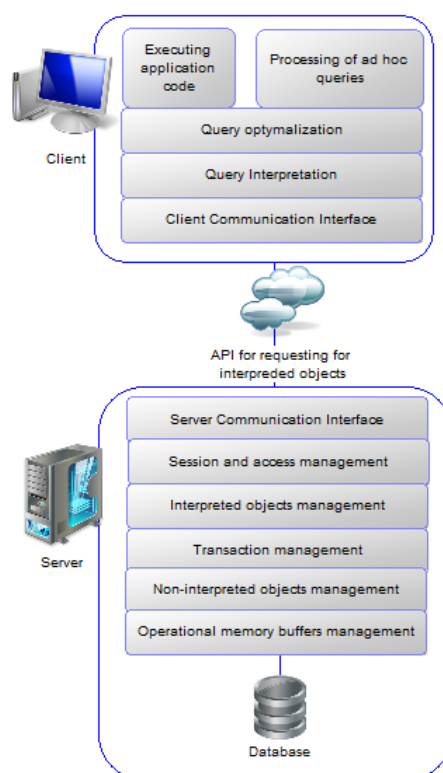 Executing
application
code
Processing of ad hoc
queries
Query optymalization
Client
Query Interpretation
Client Communication Interface
API for requesting for
interpreded objects
Server Communication Interface
Session and access management
Interpreted objects management
Server
Transaction management
Non-interpreted objects management
Operational memory buffers management
Database